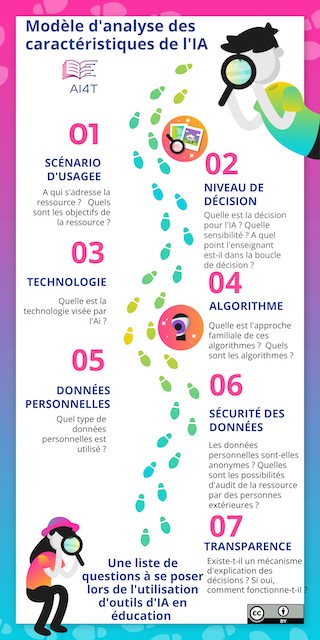 Modèle d'analyse des
caractéristiques de l'IA
AI4T
01
SCÉNARIO
D'USAGEE
A qui s'adresse la
ressource ? Quels
sont les objectifs de
la ressource ?
02
NIVEAU DE
DÉCISION
Quelle est la décision
pour l'IA ? Quelle
sensibilité ? A quel
point l'enseignant
est-il dans la boucle
de décision ?
03
TECHNOLOGIE
Quelle est la
technologie visée par
l'Ai ?
04
ALGORITHME
Quelle est l'approche
familiale de ces
algorithmes ? Quels
sont les algorithmes ?
05
DONNÉES
PERSONNELLES
Quel type de
données
personnelles est
utilisé ?
06
SÉCURITÉ DES
DONNÉES
Les données
personnelles sont-elles
anonymes ? Quelles
sont les possibilités
d'audit de la ressource
par des personnes
extérieures ?
07
TRANSPARENCE
Existe-t-il un mécanisme
d'explication des
décisions ? Si oui,
comment fonctionne-t-il ?
Une liste de
questions à se poser
lors de l'utilisation
d'outils d'IA en
éducation
CC
BY